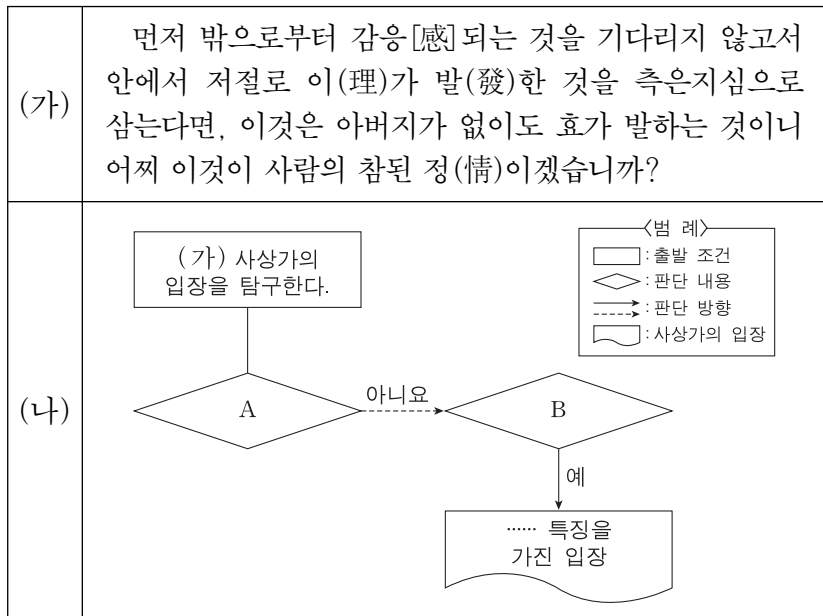 (가)
먼저 밖으로부터 감응[感]되는 것을 기다리지 않고서
안에서 저절로 이(理)가 발(發)한 것을 측은지심으로
삼는다면, 이것은 아버지가 없이도 효가 발하는 것이니
어찌 이것이 사람의 참된 정(情)이겠습니까?
(나)
(가) 사상가의
입장을 탐구한다.
〈범 례〉
: 출발 조건
: 판단 내용
: 판단 방향
: 사상가의 입장
A
아니요
B
예
…… 특징을
가진 입장